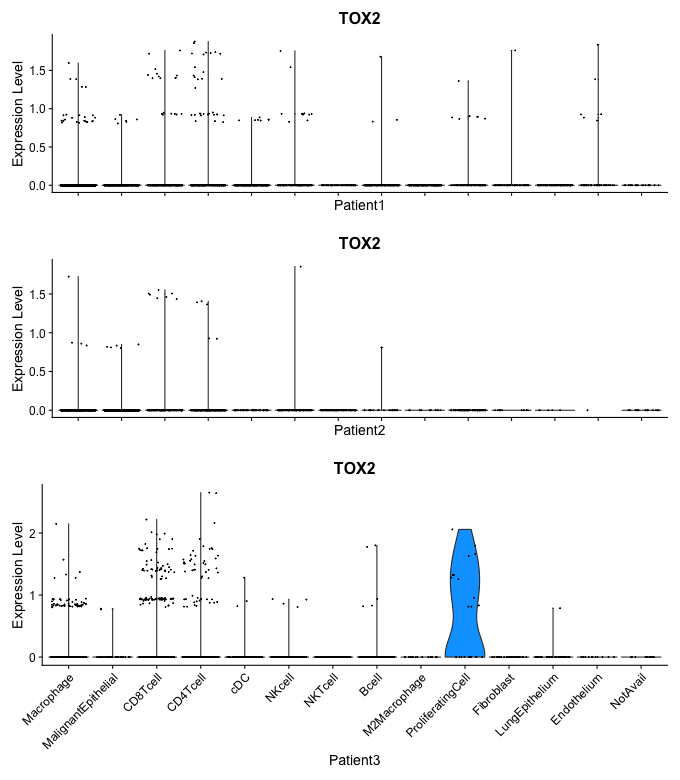 TOX2
Expression Level
1.5
1.0
0.5
0.0
Patient1
TOX2
Expression Level
1.5
1.0
0.5
0.0
Patient2
TOX2
Expression Level
2
1
0
Macrophage
MalignantEpithelial
CD8Tcell
CD4Tcell
cDC
NKcell
NKTcell
Bcell
M2Macrophage
ProliferatingCell
Fibroblast
LungEpithelium
Endothelium
NotAvail
Patient3